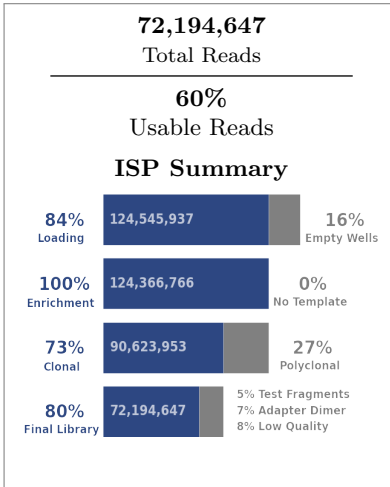 72,194,647
Total Reads
60%
Usable Reads
ISP Summary
84%
Loading
124,545,937
16%
Empty Wells
100%
Enrichment
124,366,766
0%
No Template
73%
Clonal
90,623,953
27%
Polyclonal
80%
Final Library
72,194,647
5% Test Fragments
7% Adapter Dimer
8% Low Quality